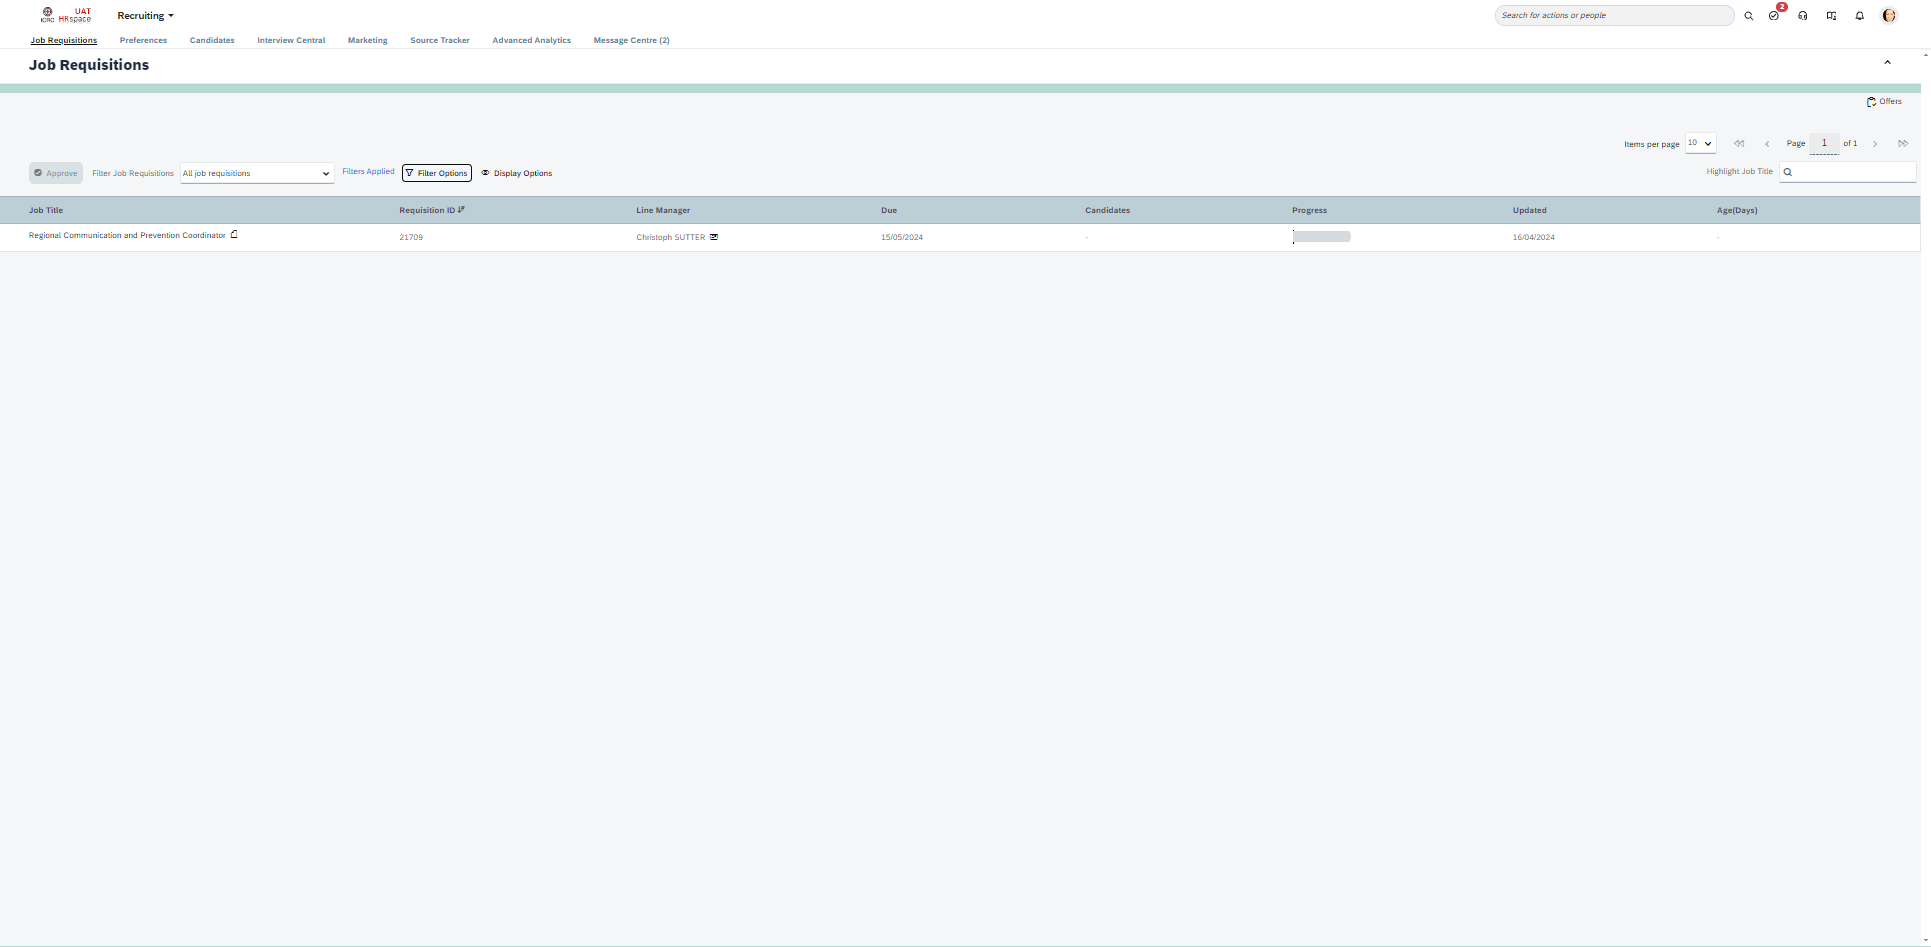 ICRC UAT HRspace Recruiting Search for actions or people 2
Job Requisitions Preferences Candidates Interview Central Marketing Source Tracker Advanced Analytics Message Centre (2)
Job Requisitions
Offers
Items per page 10 Page 1 of 1
Approve Filter Job Requisitions All job requisitions Filters Applied Filter Options Display Options Highlight Job Title
Job Title Requisition ID Line Manager Due Candidates Progress Updated Age(Days)
Regional Communication and Prevention Coordinator 21709 Christoph SUTTER 15/05/2024 - 16/04/2024 -